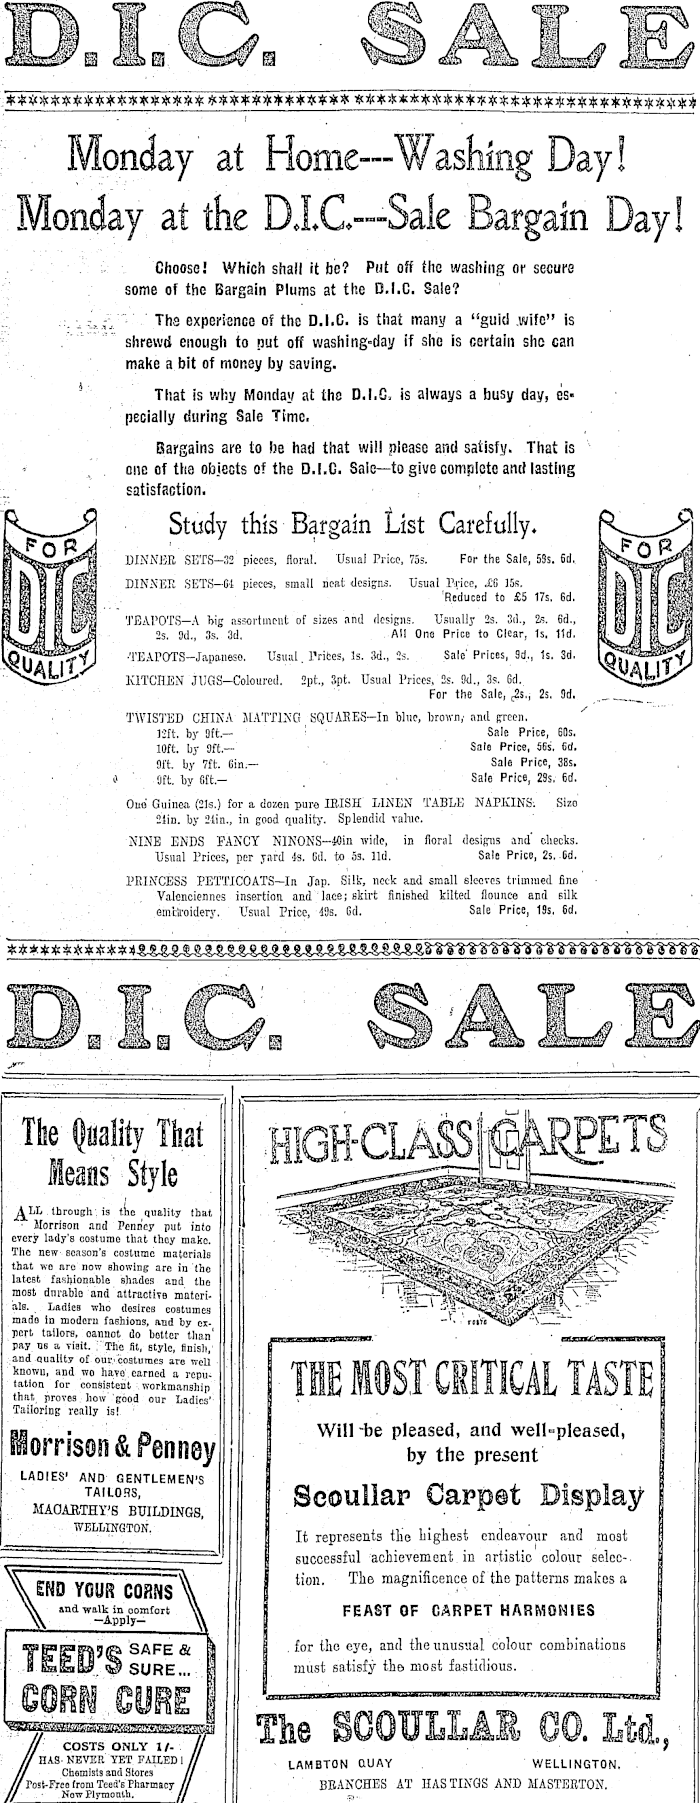 D.I.C. SALE
Monday at Home---Washing Day!
Monday at the D.I.C.---Sale Bargain Day!
Choose! Which shall it be? Put off the washing or secure
some of the Bargain Plums at the D.I.C. Sale?
The experience of the D.I.C. is that many a "guid wife" is
shrewd enough to put off washing-day if she is certain she can
make a bit of money by saving.
That is why Monday at the D.I.C. is always a busy day, es-
pecially during Sale Time.
Bargains are to be had that will please and satisfy. That is
one of the objects of the D.I.C. Sale—to give complete and lasting
satisfaction.
Study this Bargain List Carefully.
FOR
DIC
QUALITY
FOR
DIC
QUALITY
DINNER SETS—32 pieces, floral. Usual Price, 75s. For the Sale, 59s. 6d.
DINNER SETS—64 pieces, small neat designs. Usual Price, £6 15s.
Reduced to £5 17s. 6d.
TEAPOTS—A big assortment of sizes and designs. Usually 2s. 3d., 2s. 6d.,
2s. 9d., 3s. 3d. All One Price to Clear, 1s. 11d.
TEAPOTS—Japanese. Usual Prices, 1s. 3d., 2s. Sale Prices, 9d., 1s. 3d.
KITCHEN JUGS—Coloured. 2pt., 3pt. Usual Prices, 2s. 9d., 3s. 6d.
For the Sale, 2s., 2s. 9d.
TWISTED CHINA MATTING SQUARES—In blue, brown, and green.
12ft. by 9ft.— Sale Price, 60s.
10ft. by 9ft.— Sale Price, 56s. 6d.
9ft. by 7ft. 6in.— Sale Price, 38s.
9ft. by 6ft.— Sale Price, 29s. 6d.
One Guinea (21s.) for a dozen pure IRISH LINEN TABLE NAPKINS. Size
24in. by 24in., in good quality. Splendid value.
NINE ENDS FANCY NINONS—40in wide, in floral designs and checks.
Usual Prices, per yard 4s. 6d. to 5s. 11d. Sale Price, 2s. 6d.
PRINCESS PETTICOATS—In Jap. Silk, neck and small sleeves trimmed fine
Valenciennes insertion and lace; skirt finished kilted flounce and silk
embroidery. Usual Price, 49s. 6d. Sale Price, 19s. 6d.
D.I.C. SALE
The Quality That
Means Style
ALL through is the quality that
Morrison and Penney put into
every lady's costume that they make.
The new season's costume materials
that we are now showing are in the
latest fashionable shades and the
most durable and attractive materi-
als. Ladies who desires costumes
made in modern fashions, and by ex-
pert tailors, cannot do better than
pay us a visit. The fit, style, finish,
and quality of our costumes are well
known, and we have earned a repu-
tation for consistent workmanship
that proves how good our Ladies'
Tailoring really is!
Morrison & Penney
LADIES' AND GENTLEMEN'S
TAILORS,
MACARTHY'S BUILDINGS,
WELLINGTON.
END YOUR CORNS
and walk in comfort
—Apply—
TEED'S SAFE &
SURE...
CORN CURE
COSTS ONLY 1/-
HAS NEVER YET FAILED!
Chemists and Stores
Post-Free from Teed's Pharmacy
New Plymouth.
HIGH-CLASS CARPETS
THE MOST CRITICAL TASTE
Will be pleased, and well-pleased,
by the present
Scoullar Carpet Display
It represents the highest endeavour and most
successful achievement in artistic colour selec-
tion. The magnificence of the patterns makes a
FEAST OF CARPET HARMONIES
for the eye, and the unusual colour combinations
must satisfy the most fastidious.
The SCOULLAR CO. Ltd.,
LAMBTON QUAY WELLINGTON.
BRANCHES AT HASTINGS AND MASTERTON.